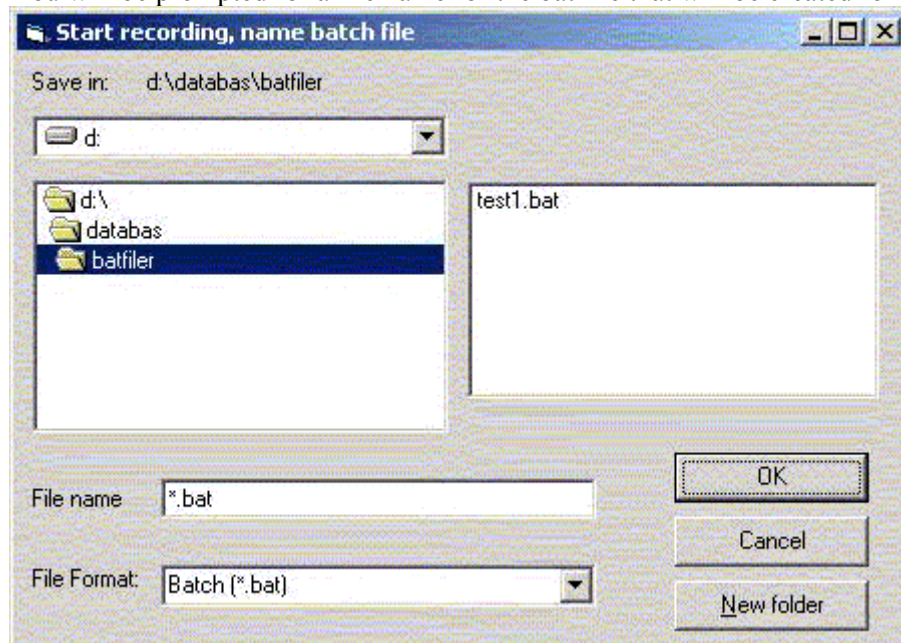 Start recording, name batch file
Save in: d:\databas\batfiler
d:
d:\
databas
batfiler
test1.bat
File name *.bat
File Format: Batch (*.bat)
OK
Cancel
New folder